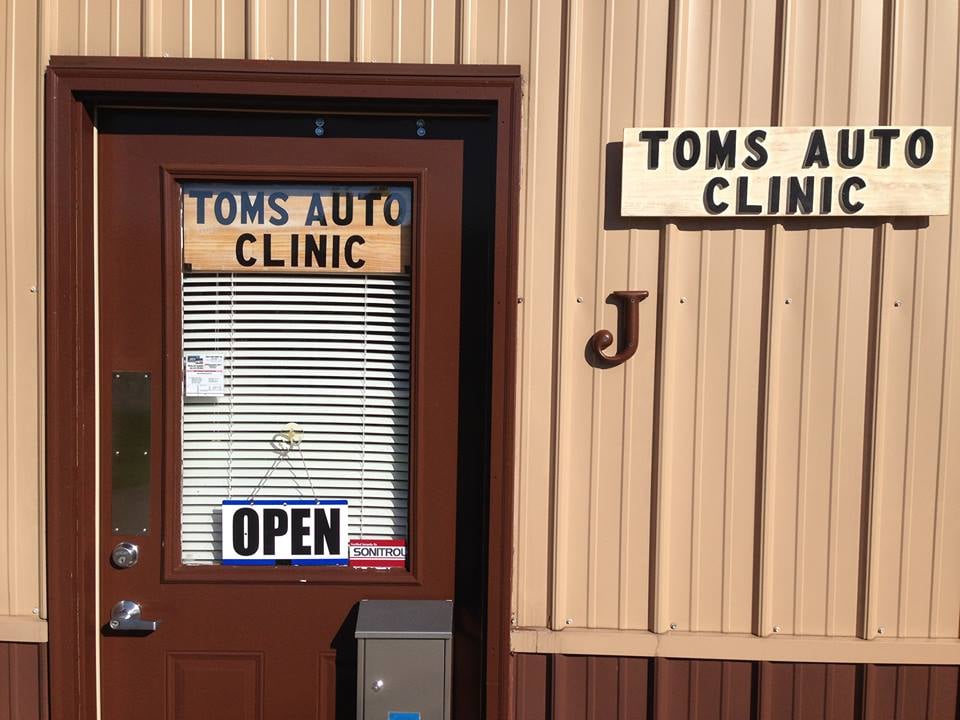 TOMS AUTO
CLINIC
TOMS AUTO
CLINIC
J
OPEN
SONITROL